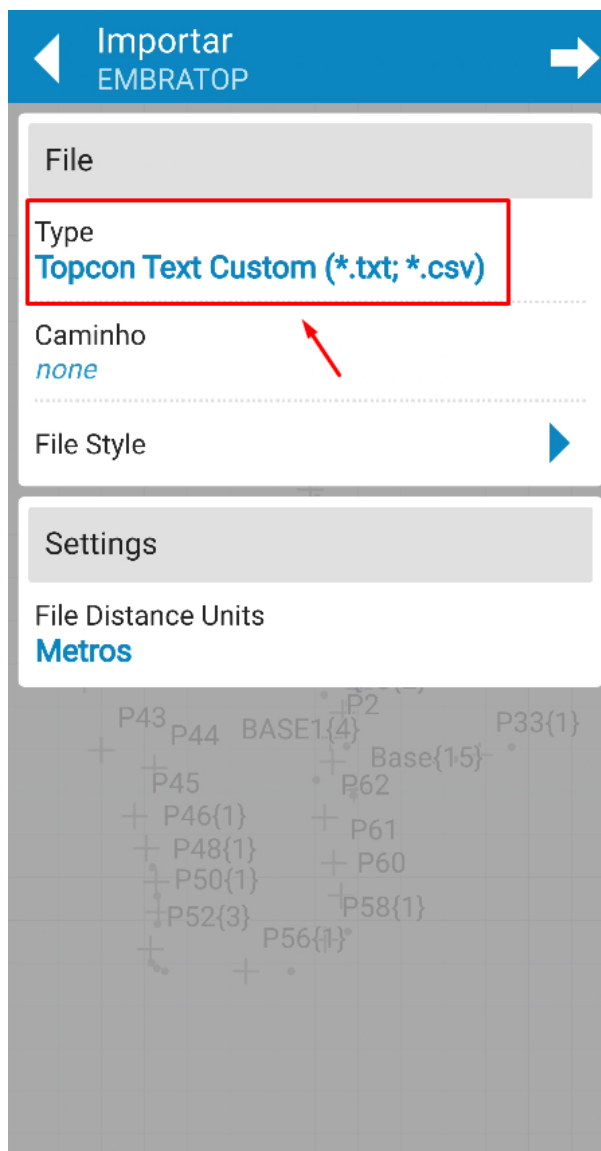 Importar
EMBRATOP
File
Type
Topcon Text Custom (*.txt; *.csv)
Caminho
none
File Style
Settings
File Distance Units
Metros
P2
P43
P44
BASE1{4}
P33{1}
Base{15}
P45
P62
P46{1}
P61
P48{1}
P60
P50{1}
P52{3}
P58{1}
P56{1}